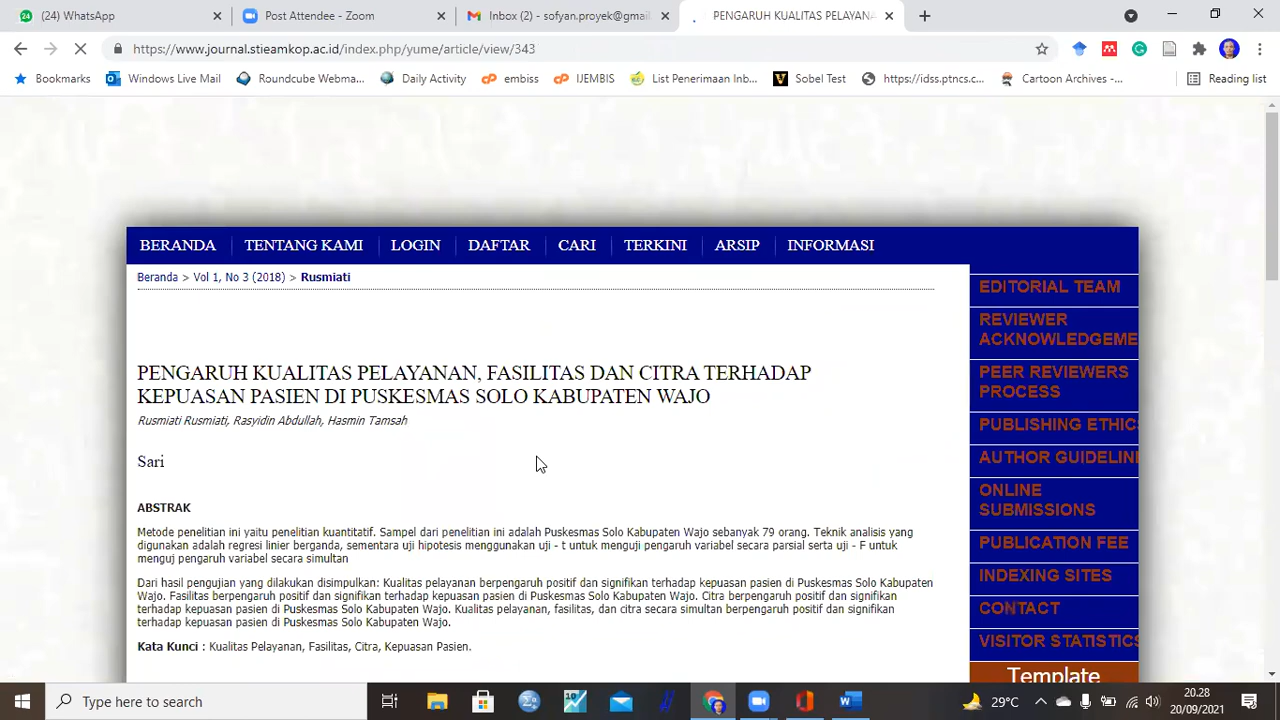 (24) WhatsApp
Post Attendee - Zoom
Inbox (2) - sofyan.proyek@gmail
PENGARUH KUALITAS PELAYANA
https://www.journal.stieamkop.ac.id/index.php/yume/article/view/343
Bookmarks
Windows Live Mail
Roundcube Webma...
Daily Activity
embiss
IJEMBIS
List Penerimaan Inb...
Sobel Test
https://idss.ptncs.c...
Cartoon Archives -...
Reading list
BERANDA
TENTANG KAMI
LOGIN
DAFTAR
CARI
TERKINI
ARSIP
INFORMASI
Beranda > Vol 1, No 3 (2018) > Rusmiati
PENGARUH KUALITAS PELAYANAN, FASILITAS DAN CITRA TERHADAP
KEPUASAN PASIEN DI PUSKESMAS SOLO KABUPATEN WAJO
Rusmiati Rusmiati, Rasyidin Abdullah, Hasmin Tamsah
Sari
ABSTRAK
Metode penelitian ini yaitu penelitian kuantitatif. Sampel dari penelitian ini adalah Puskesmas Solo Kabupaten Wajo sebanyak 79 orang. Teknik analisis yang
digunakan adalah regresi linier berganda, sementara uji hipotesis menggunakan uji - t untuk menguji pengaruh variabel secara parsial serta uji - F untuk
menguj pengaruh variabel secara simultan
Dari hasil pengujian yang dilakukan disimpulkan: Kualitas pelayanan berpengaruh positif dan signifikan terhadap kepuasan pasien di Puskesmas Solo Kabupaten
Wajo. Fasilitas berpengaruh positif dan signifikan terhadap kepuasan pasien di Puskesmas Solo Kabupaten Wajo. Citra berpengaruh positif dan signifikan
terhadap kepuasan pasien di Puskesmas Solo Kabupaten Wajo. Kualitas pelayanan, fasilitas, dan citra secara simultan berpengaruh positif dan signifikan
terhadap kepuasan pasien di Puskesmas Solo Kabupaten Wajo.
Kata Kunci : Kualitas Pelayanan, Fasilitas, Citra, Kepuasan Pasien.
EDITORIAL TEAM
REVIEWER
ACKNOWLEDGEME
PEER REVIEWERS
PROCESS
PUBLISHING ETHIC
AUTHOR GUIDELIN
ONLINE
SUBMISSIONS
PUBLICATION FEE
INDEXING SITES
CONTACT
VISITOR STATISTICS
Template
Type here to search
29°C
20.28
20/09/2021